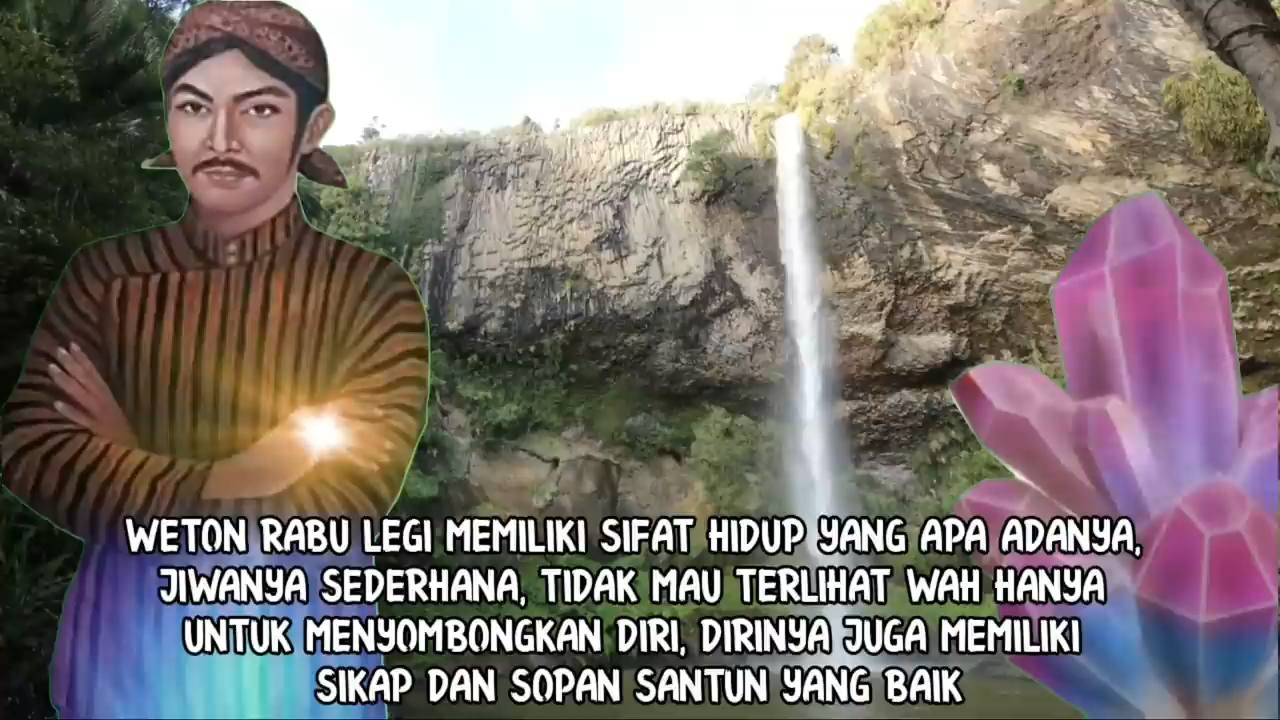 WETON RABU LEGI MEMILIKI SIFAT HIDUP YANG APA ADANYA,
JIWANYA SEDERHANA, TIDAK MAU TERLIHAT WAH HANYA
UNTUK MENYOMBONGKAN DIRI, DIRINYA JUGA MEMILIKI
SIKAP DAN SOPAN SANTUN YANG BAIK